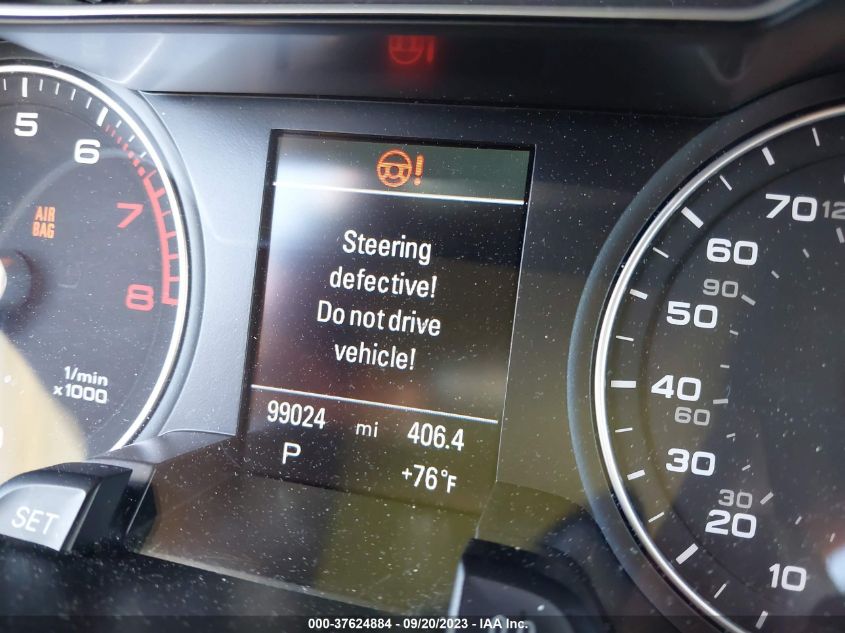 5
6
7
8
AIR
BAG
1/min
x1000
SET
Steering
defective!
Do not drive
vehicle!
99024 mi 406.4
P
+76°F
70
60
90
50
40
60
30
30
20
10
000-37624884 - 09/20/2023 - IAA Inc.